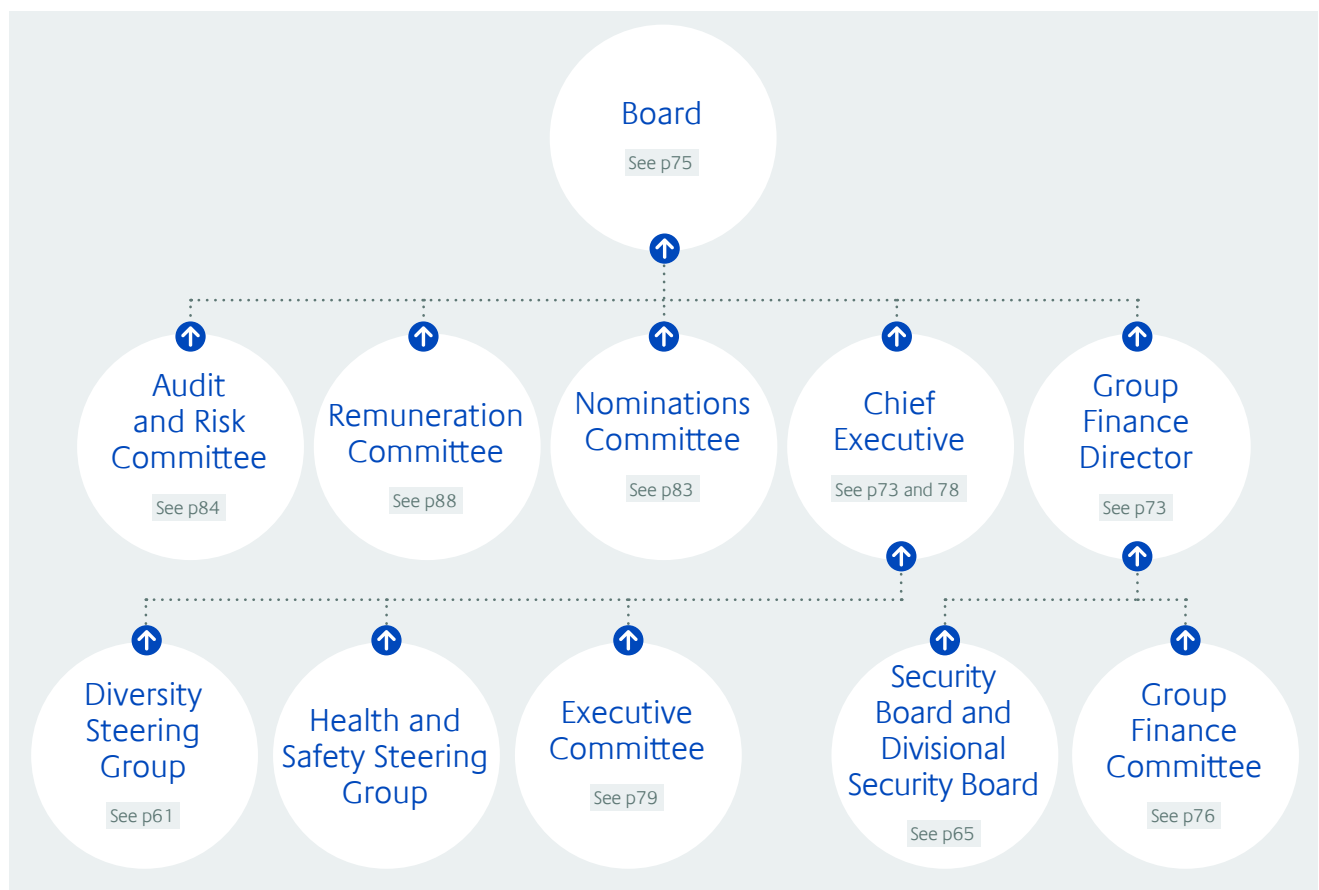 Board
See p75
Audit
and Risk
Committee
See p84
Remuneration
Committee
See p88
Nominations
Committee
See p83
Chief
Executive
See p73 and 78
Group
Finance
Director
See p73
Diversity
Steering
Group
See p61
Health and
Safety Steering
Group
Executive
Committee
See p79
Security
Board and
Divisional
Security Board
See p65
Group
Finance
Committee
See p76